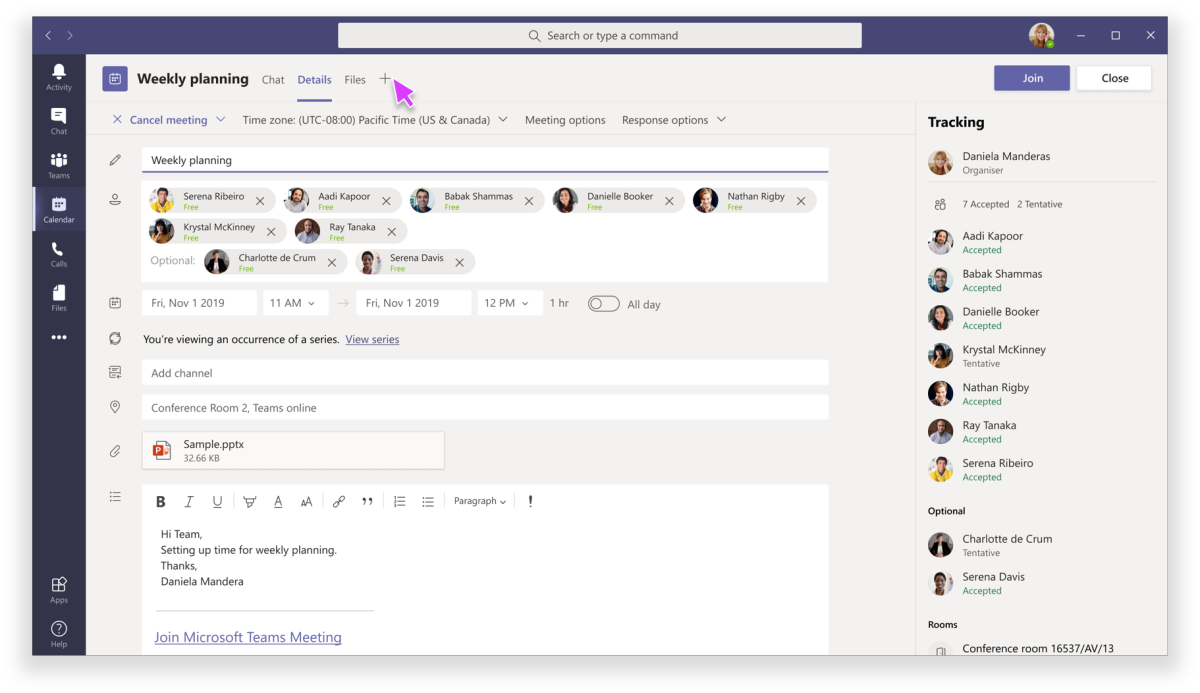 Search or type a command
Activity
Chat
Teams
Calendar
Calls
Files
Apps
Help
Weekly planning Chat Details Files
Join Close
Cancel meeting Time zone: (UTC-08:00) Pacific Time (US & Canada) Meeting options Response options
Weekly planning
Serena Ribeiro Aadi Kapoor Babak Shammas Danielle Booker Nathan Rigby
Free Free Free Free Free
Krystal McKinney Ray Tanaka
Free Free
Optional: Charlotte de Crum Serena Davis
Free Free
Fri, Nov 1 2019 11 AM Fri, Nov 1 2019 12 PM 1 hr All day
You're viewing an occurrence of a series. View series
Add channel
Conference Room 2, Teams online
Sample.pptx
32.66 KB
B I U A AA Paragraph !
Hi Team,
Setting up time for weekly planning.
Thanks,
Daniela Mandera
Join Microsoft Teams Meeting
Tracking
Daniela Manderas
Organiser
7 Accepted 2 Tentative
Aadi Kapoor
Accepted
Babak Shammas
Accepted
Danielle Booker
Accepted
Krystal McKinney
Tentative
Nathan Rigby
Accepted
Ray Tanaka
Accepted
Serena Ribeiro
Accepted
Optional
Charlotte de Crum
Tentative
Serena Davis
Accepted
Rooms
Conference room 16537/AV/13